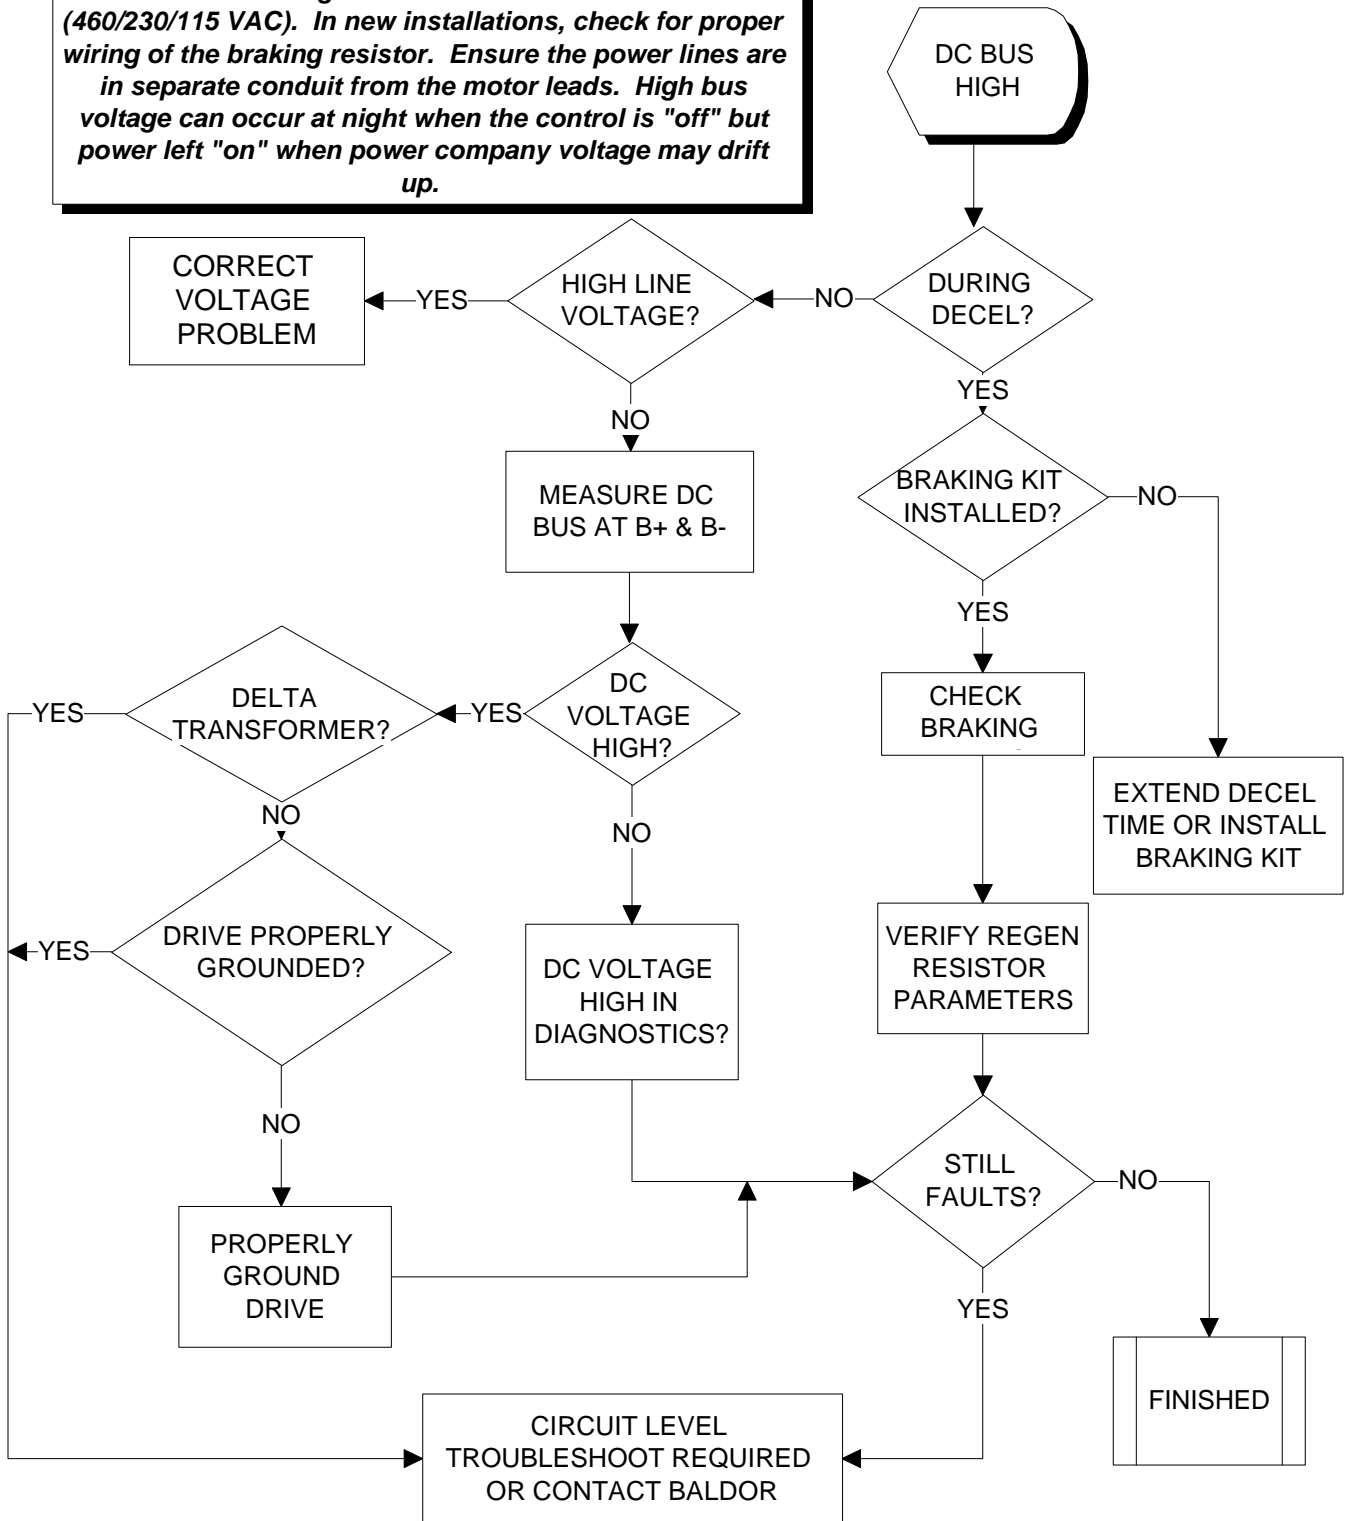 (460/230/115 VAC).  In new installations, check for proper
wiring of the braking resistor.  Ensure the power lines are
in separate conduit from the motor leads.  High bus
voltage can occur at night when the control is "off" but
power left "on" when power company voltage may drift
up.
DC BUS
HIGH
DURING
DECEL?
NO
HIGH LINE
VOLTAGE?
YES
CORRECT
VOLTAGE
PROBLEM
YES
NO
BRAKING KIT
INSTALLED?
NO
MEASURE DC
BUS AT B+ & B-
YES
DC
VOLTAGE
HIGH?
YES
DELTA
TRANSFORMER?
YES
CHECK
BRAKING
EXTEND DECEL
TIME OR INSTALL
BRAKING KIT
NO
NO
DRIVE PROPERLY
GROUNDED?
YES
DC VOLTAGE
HIGH IN
DIAGNOSTICS?
VERIFY REGEN
RESISTOR
PARAMETERS
NO
STILL
FAULTS?
NO
PROPERLY
GROUND
DRIVE
YES
FINISHED
CIRCUIT LEVEL
TROUBLESHOOT REQUIRED
OR CONTACT BALDOR